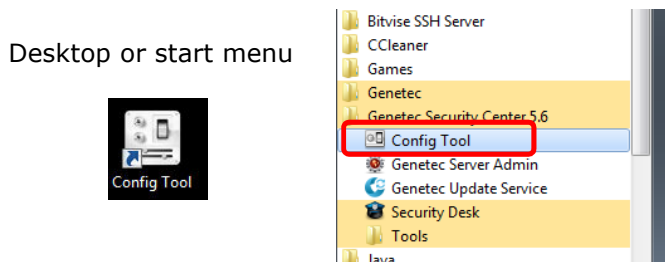 Desktop or start menu
Config Tool
Bitvise SSH Server
CCleaner
Games
Genetec
Genetec Security Center 5.6
Config Tool
Genetec Server Admin
Genetec Update Service
Security Desk
Tools
Java